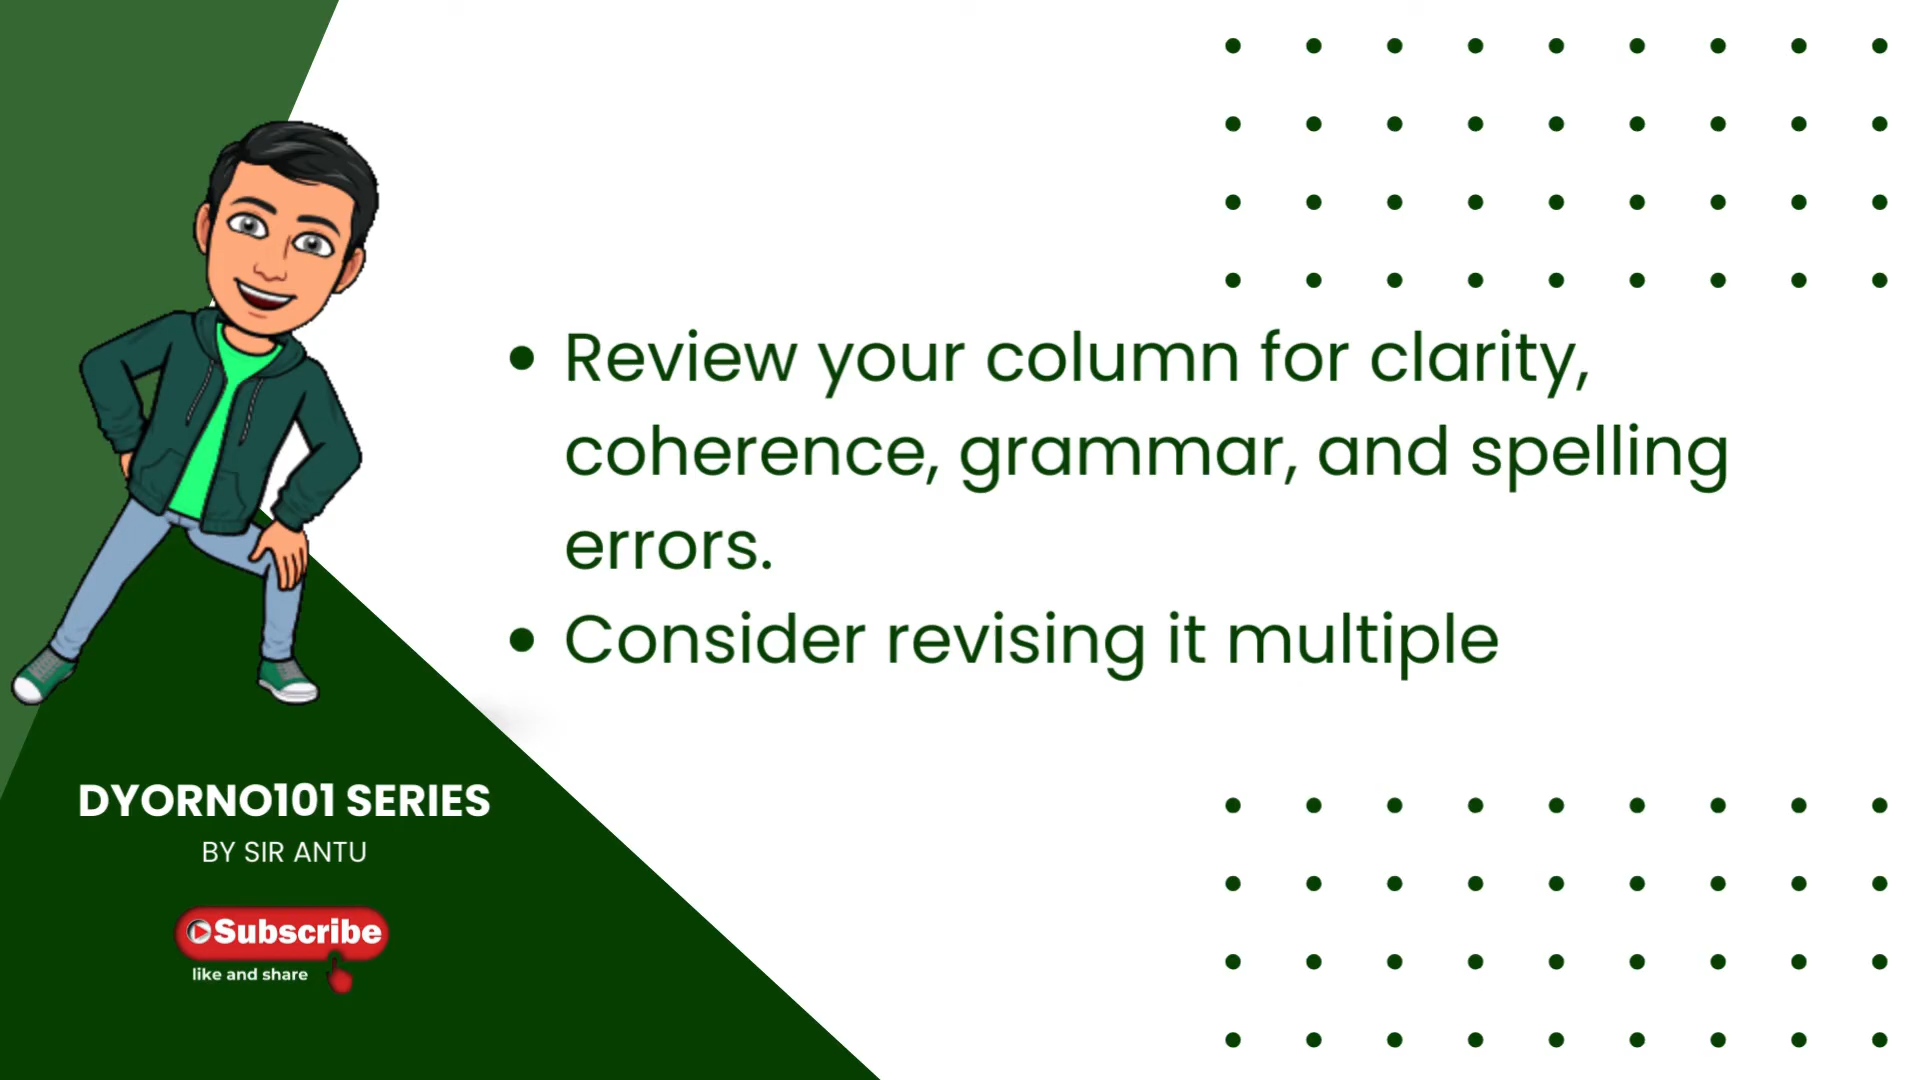 Review your column for clarity,
coherence, grammar, and spelling
errors.
Consider revising it multiple
DYORNO101 SERIES
BY SIR ANTU
Subscribe
like and share